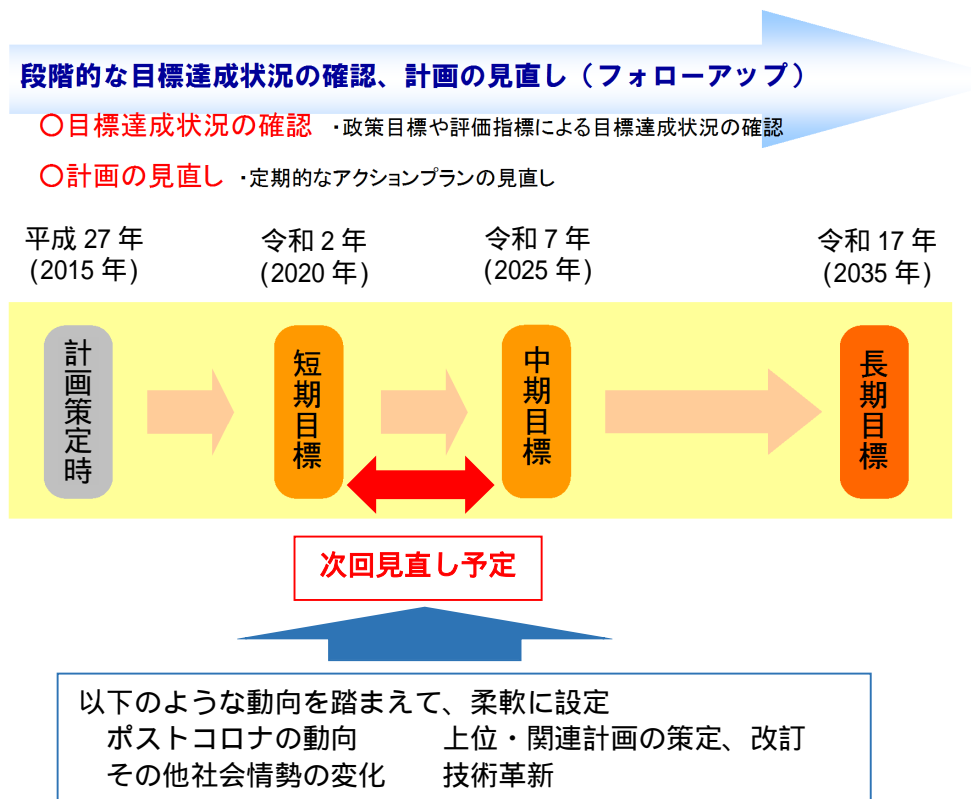 段階的な目標達成状況の確認、計画の見直し（フォローアップ）
〇目標達成状況の確認 ・政策目標や評価指標による目標達成状況の確認
〇計画の見直し ・定期的なアクションプランの見直し
平成 27 年
(2015 年)
令和 2 年
(2020 年)
令和 7 年
(2025 年)
令和 17 年
(2035 年)
計画策定時
短期目標
中期目標
長期目標
次回見直し予定
以下のような動向を踏まえて、柔軟に設定
ポストコロナの動向 上位・関連計画の策定、改訂
その他社会情勢の変化 技術革新